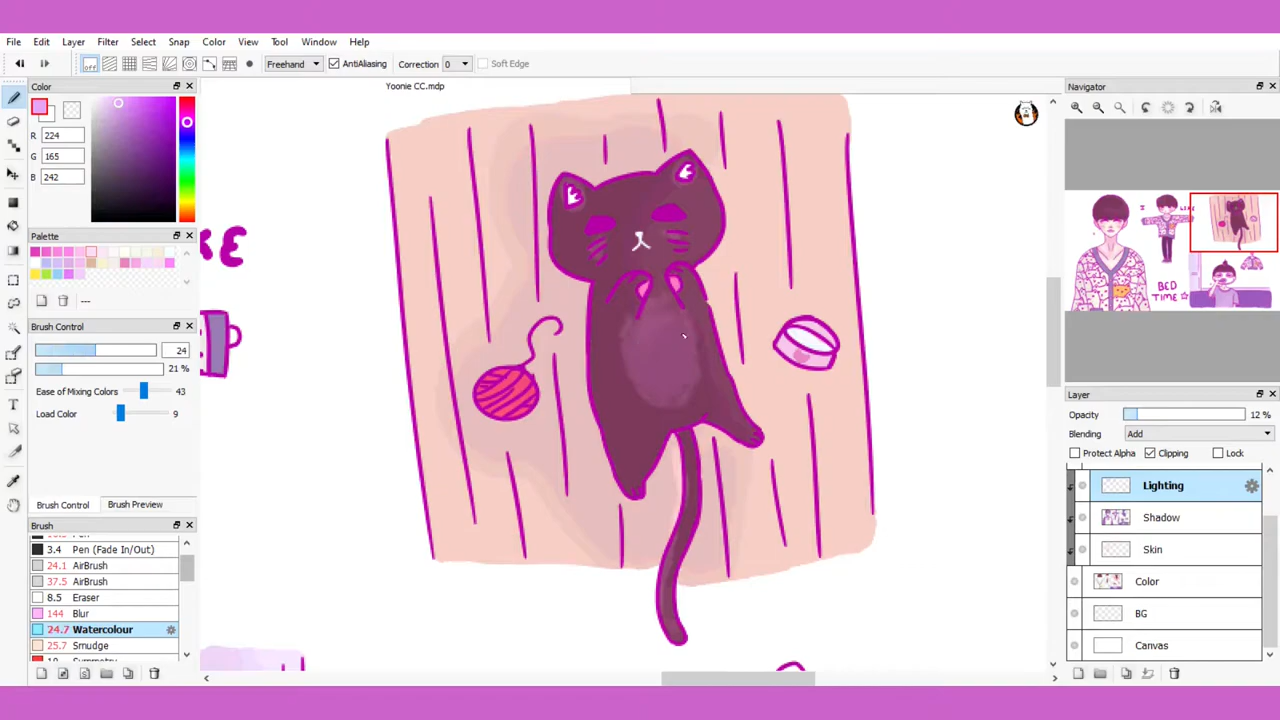 File Edit Layer Filter Select Snap Color View Tool Window Help
off Freehand AntiAliasing Correction 0 Soft Edge
Color
Yoonie CC.mdp
Navigator
R 224
G 165
B 242
Palette
---
Brush Control
24
21 %
Ease of Mixing Colors 43
Load Color 9
Brush Control Brush Preview
Brush
3.4 Pen (Fade In/Out)
24.1 AirBrush
37.5 AirBrush
8.5 Eraser
144 Blur
24.7 Watercolour
25.7 Smudge
BED
TIME
Layer
Opacity 12 %
Blending Add
Protect Alpha Clipping Lock
Lighting
Shadow
Skin
Color
BG
Canvas